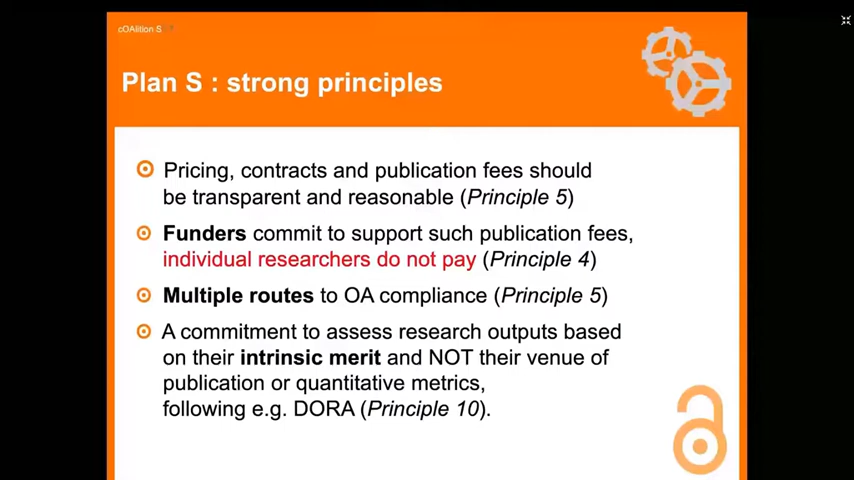 cOAlition S
Plan S : strong principles
Pricing, contracts and publication fees should
be transparent and reasonable (Principle 5)
Funders commit to support such publication fees,
individual researchers do not pay (Principle 4)
Multiple routes to OA compliance (Principle 5)
A commitment to assess research outputs based
on their intrinsic merit and NOT their venue of
publication or quantitative metrics,
following e.g. DORA (Principle 10).